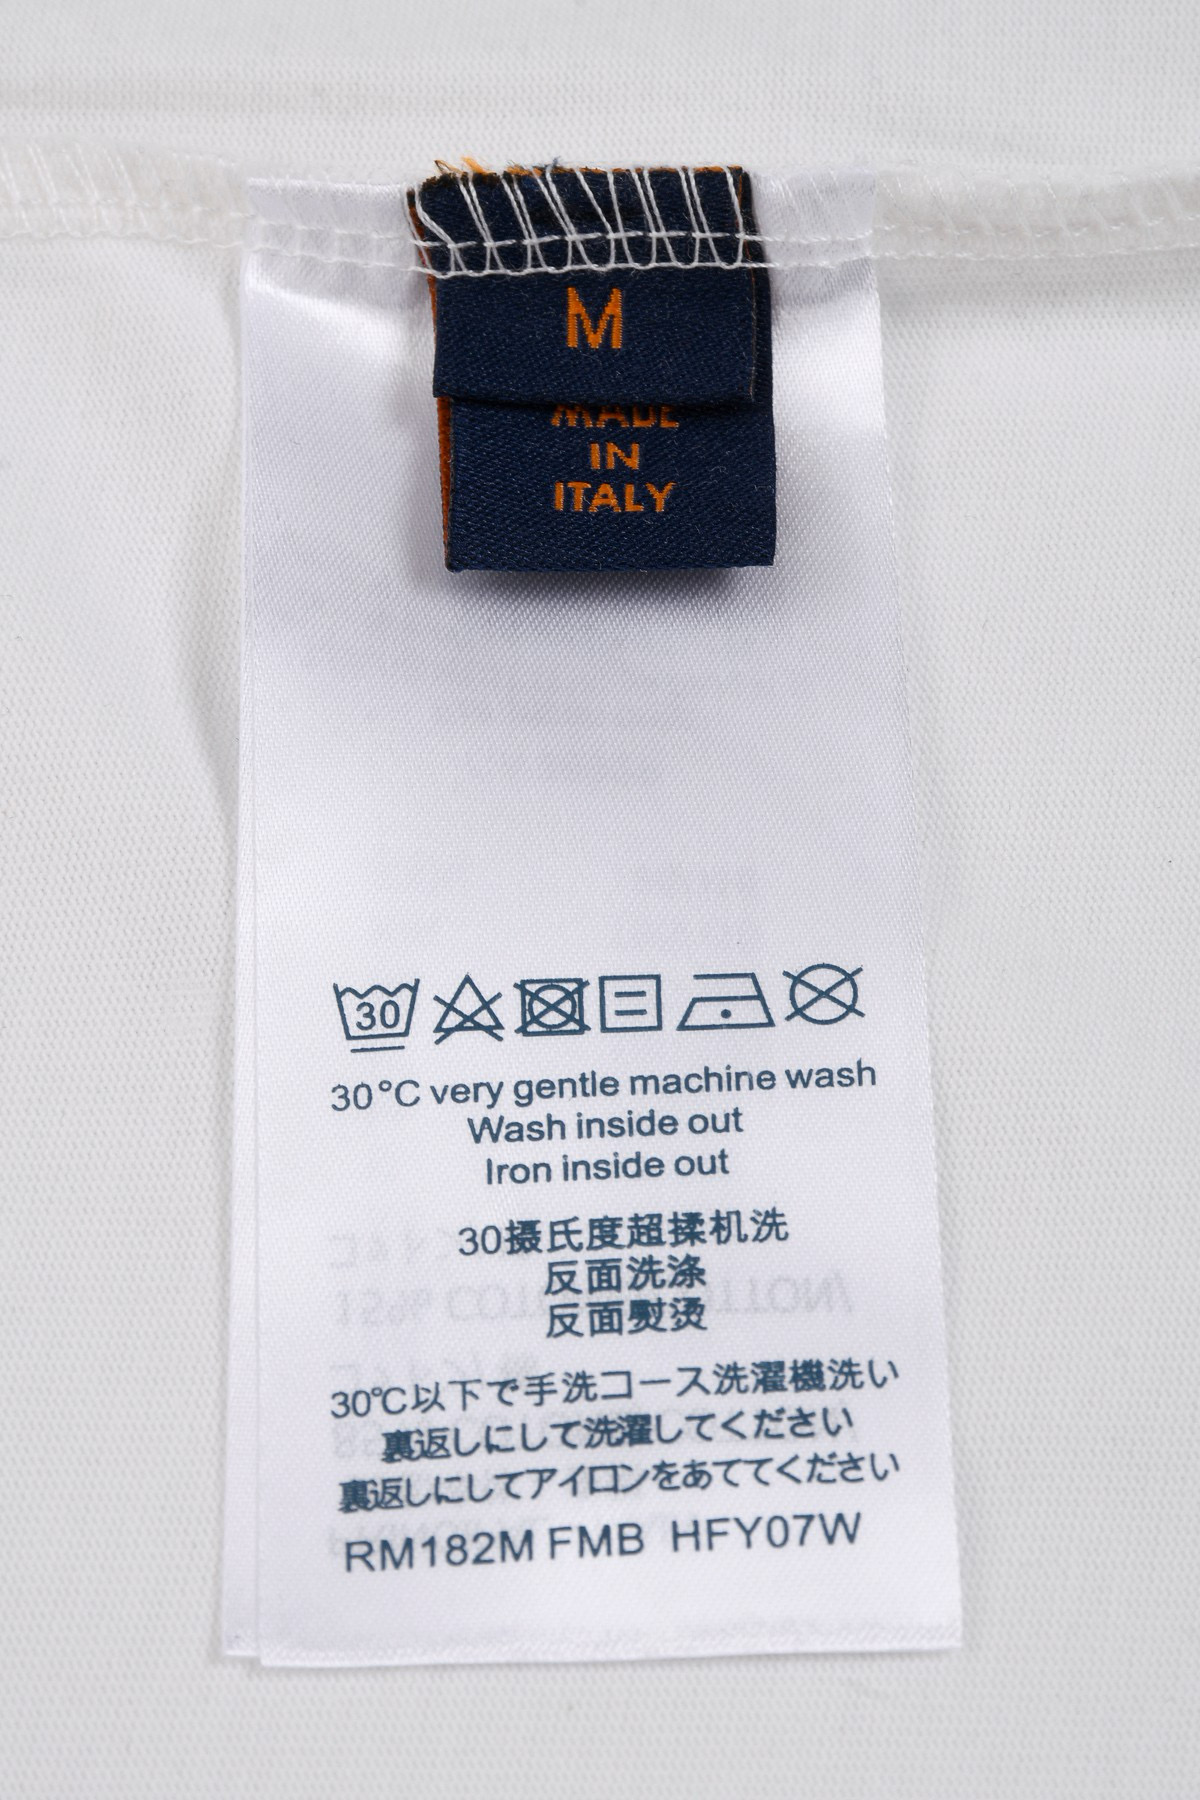 M
MADE
IN
ITALY
30
30°C very gentle machine wash
Wash inside out
Iron inside out
30摄氏度超揉机洗
反面洗涤
反面熨烫
30℃以下で手洗コース洗濯機洗い
裏返しにして洗濯してください
裏返しにしてアイロンをあててください
RM182M FMB HFY07W